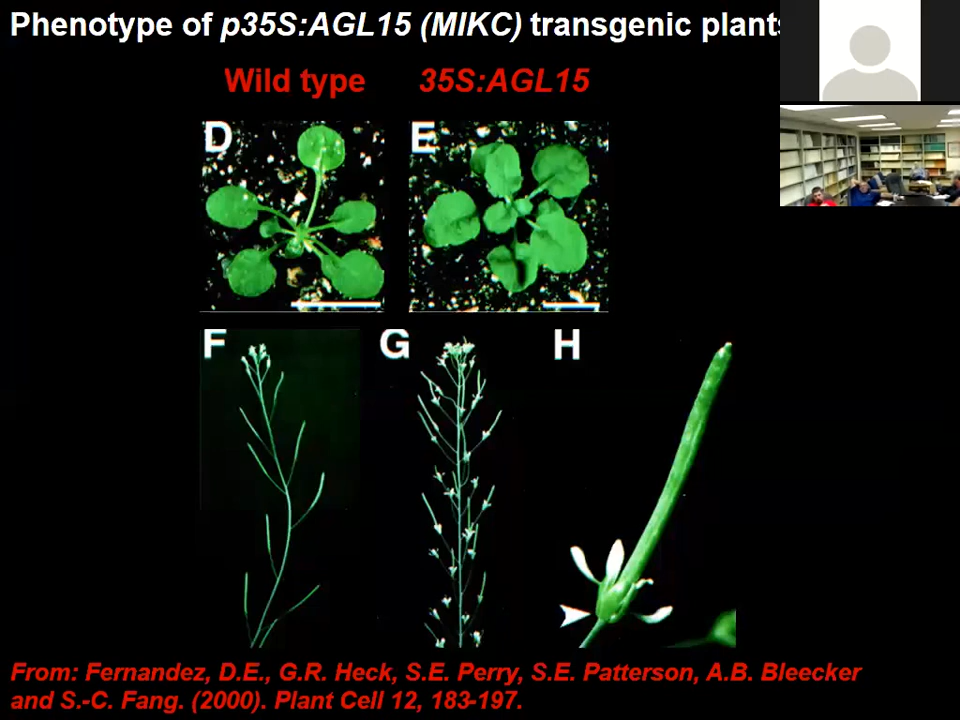 Phenotype of p35S:AGL15 (MIKC) transgenic plants
Wild type 35S:AGL15
D E
F G H
From: Fernandez, D.E., G.R. Heck, S.E. Perry, S.E. Patterson, A.B. Bleecker
and S.-C. Fang. (2000). Plant Cell 12, 183-197.